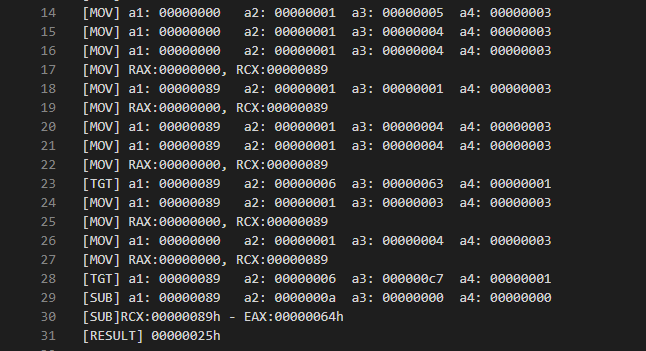 14 [MOV] a1: 00000000 a2: 00000001 a3: 00000005 a4: 00000003
15 [MOV] a1: 00000000 a2: 00000001 a3: 00000004 a4: 00000003
16 [MOV] a1: 00000000 a2: 00000001 a3: 00000004 a4: 00000003
17 [MOV] RAX:00000000, RCX:00000089
18 [MOV] a1: 00000089 a2: 00000001 a3: 00000001 a4: 00000003
19 [MOV] RAX:00000000, RCX:00000089
20 [MOV] a1: 00000089 a2: 00000001 a3: 00000004 a4: 00000003
21 [MOV] a1: 00000089 a2: 00000001 a3: 00000004 a4: 00000003
22 [MOV] RAX:00000000, RCX:00000089
23 [TGT] a1: 00000089 a2: 00000006 a3: 00000063 a4: 00000001
24 [MOV] a1: 00000089 a2: 00000001 a3: 00000003 a4: 00000003
25 [MOV] RAX:00000000, RCX:00000089
26 [MOV] a1: 00000000 a2: 00000001 a3: 00000004 a4: 00000003
27 [MOV] RAX:00000000, RCX:00000089
28 [TGT] a1: 00000089 a2: 00000006 a3: 000000c7 a4: 00000001
29 [SUB] a1: 00000089 a2: 0000000a a3: 00000000 a4: 00000000
30 [SUB]RCX:00000089h - EAX:00000064h
31 [RESULT] 00000025h